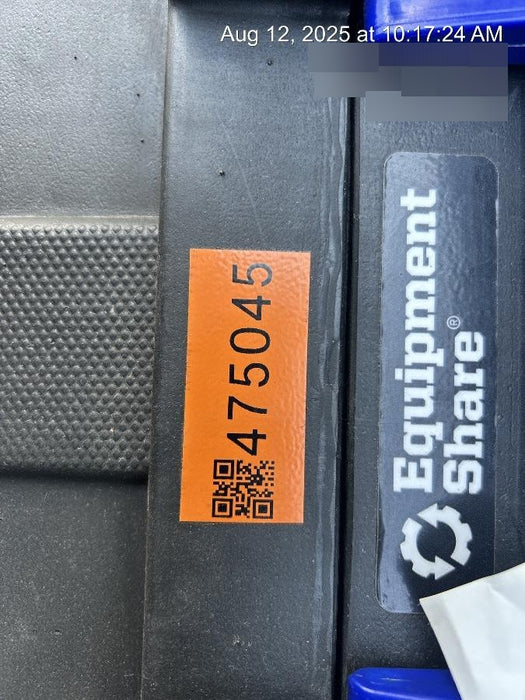 Aug 12, 2025 at 10:17:24 AM
475045
Equipment
Share®